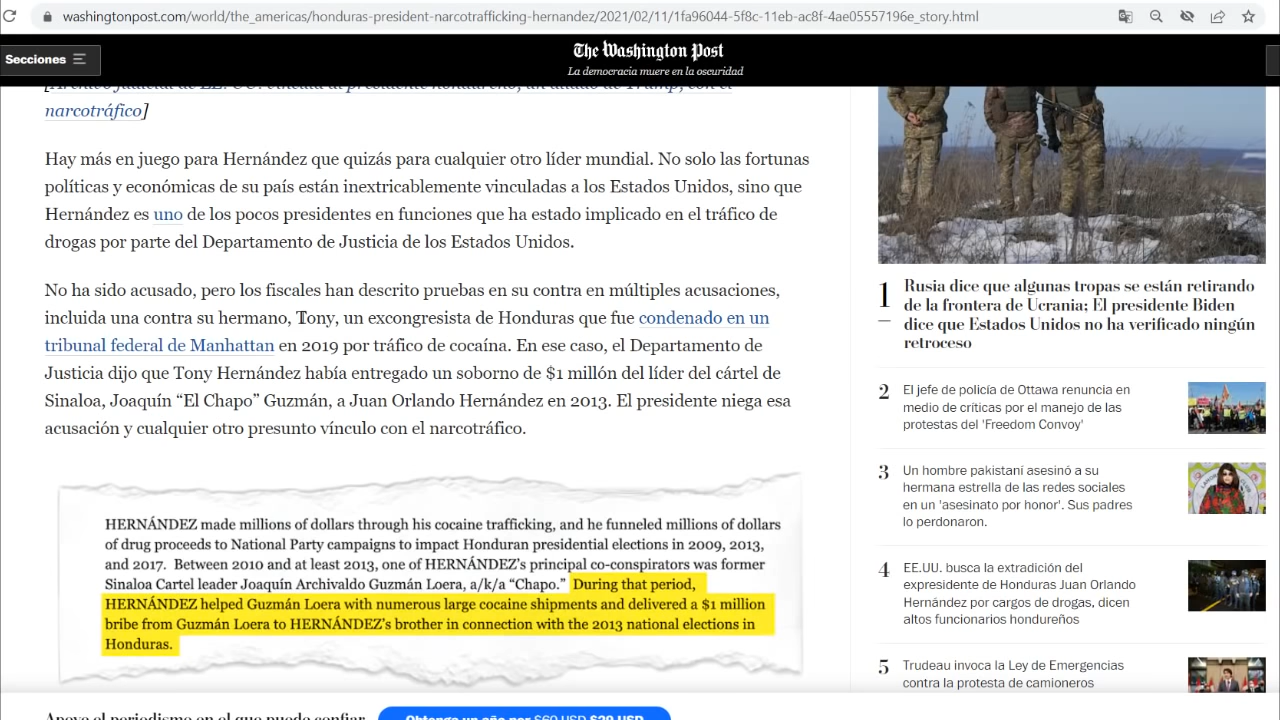 washingtonpost.com/world/the_americas/honduras-president-narcotrafficking-hernandez/2021/02/11/1fa96044-5f8c-11eb-ac8f-4ae05557196e_story.html
Secciones
The Washington Post
La democracia muere en la oscuridad
[Archivo judicial de EE. UU. vincula al presidente hondureño, un aliado de Trump, con el
narcotráfico]
Hay más en juego para Hernández que quizás para cualquier otro líder mundial. No solo las fortunas
políticas y económicas de su país están inextricablemente vinculadas a los Estados Unidos, sino que
Hernández es uno de los pocos presidentes en funciones que ha estado implicado en el tráfico de
drogas por parte del Departamento de Justicia de los Estados Unidos.
No ha sido acusado, pero los fiscales han descrito pruebas en su contra en múltiples acusaciones,
incluida una contra su hermano, Tony, un excongresista de Honduras que fue condenado en un
tribunal federal de Manhattan en 2019 por tráfico de cocaína. En ese caso, el Departamento de
Justicia dijo que Tony Hernández había entregado un soborno de $1 millón del líder del cártel de
Sinaloa, Joaquín “El Chapo” Guzmán, a Juan Orlando Hernández en 2013. El presidente niega esa
acusación y cualquier otro presunto vínculo con el narcotráfico.
HERNÁNDEZ made millions of dollars through his cocaine trafficking, and he funneled millions of dollars
of drug proceeds to National Party campaigns to impact Honduran presidential elections in 2009, 2013,
and 2017. Between 2010 and at least 2013, one of HERNÁNDEZ’s principal co-conspirators was former
Sinaloa Cartel leader Joaquín Archivaldo Guzmán Loera, a/k/a “Chapo.” During that period,
HERNÁNDEZ helped Guzmán Loera with numerous large cocaine shipments and delivered a $1 million
bribe from Guzmán Loera to HERNÁNDEZ’s brother in connection with the 2013 national elections in
Honduras.
Apoye el periodismo en el que puede confiar
Obtenga un año por $60 USD $29 USD
1
Rusia dice que algunas tropas se están retirando
de la frontera de Ucrania; El presidente Biden
dice que Estados Unidos no ha verificado ningún
retroceso
2
El jefe de policía de Ottawa renuncia en
medio de críticas por el manejo de las
protestas del 'Freedom Convoy'
3
Un hombre pakistaní asesinó a su
hermana estrella de las redes sociales
en un 'asesinato por honor'. Sus padres
lo perdonaron.
4
EE.UU. busca la extradición del
expresidente de Honduras Juan Orlando
Hernández por cargos de drogas, dicen
altos funcionarios hondureños
5
Trudeau invoca la Ley de Emergencias
contra la protesta de camioneros